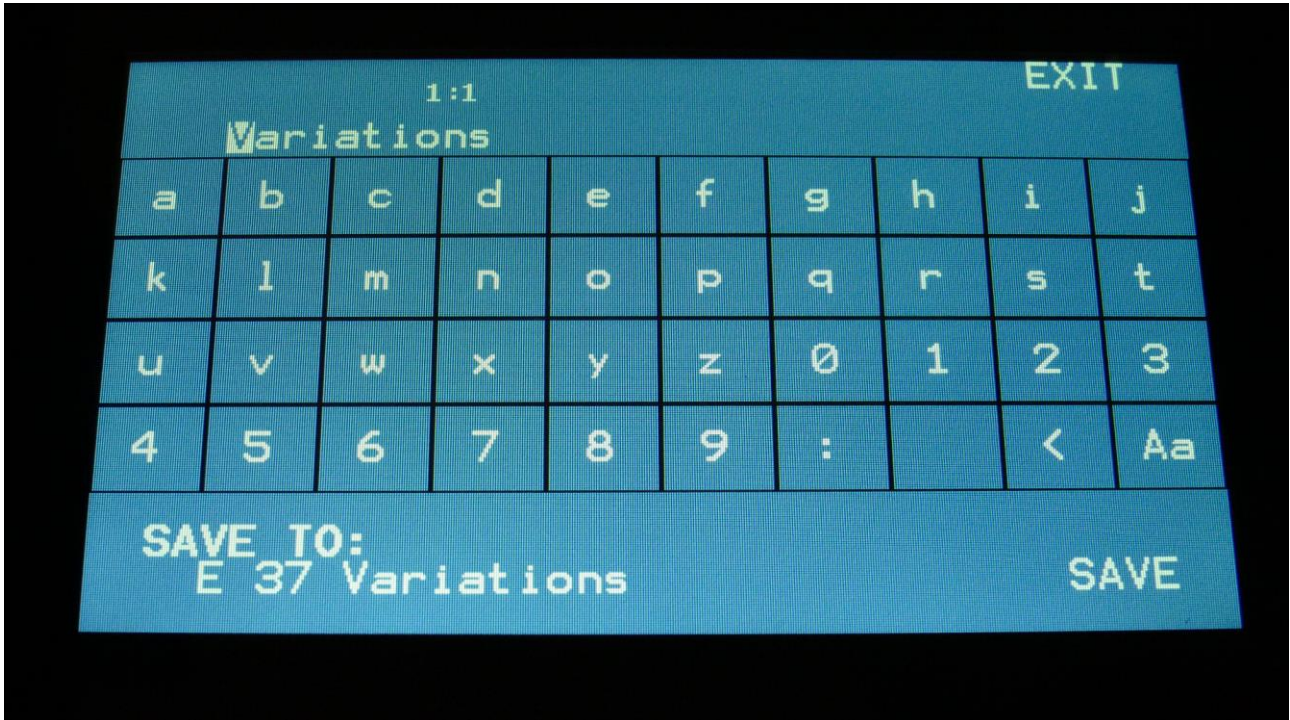 EXIT
1:1
Variations
a b c d e f g h i j
k l m n o p q r s t
u v w x y z 0 1 2 3
4 5 6 7 8 9 : < Aa
SAVE TO:
E 37 Variations
SAVE